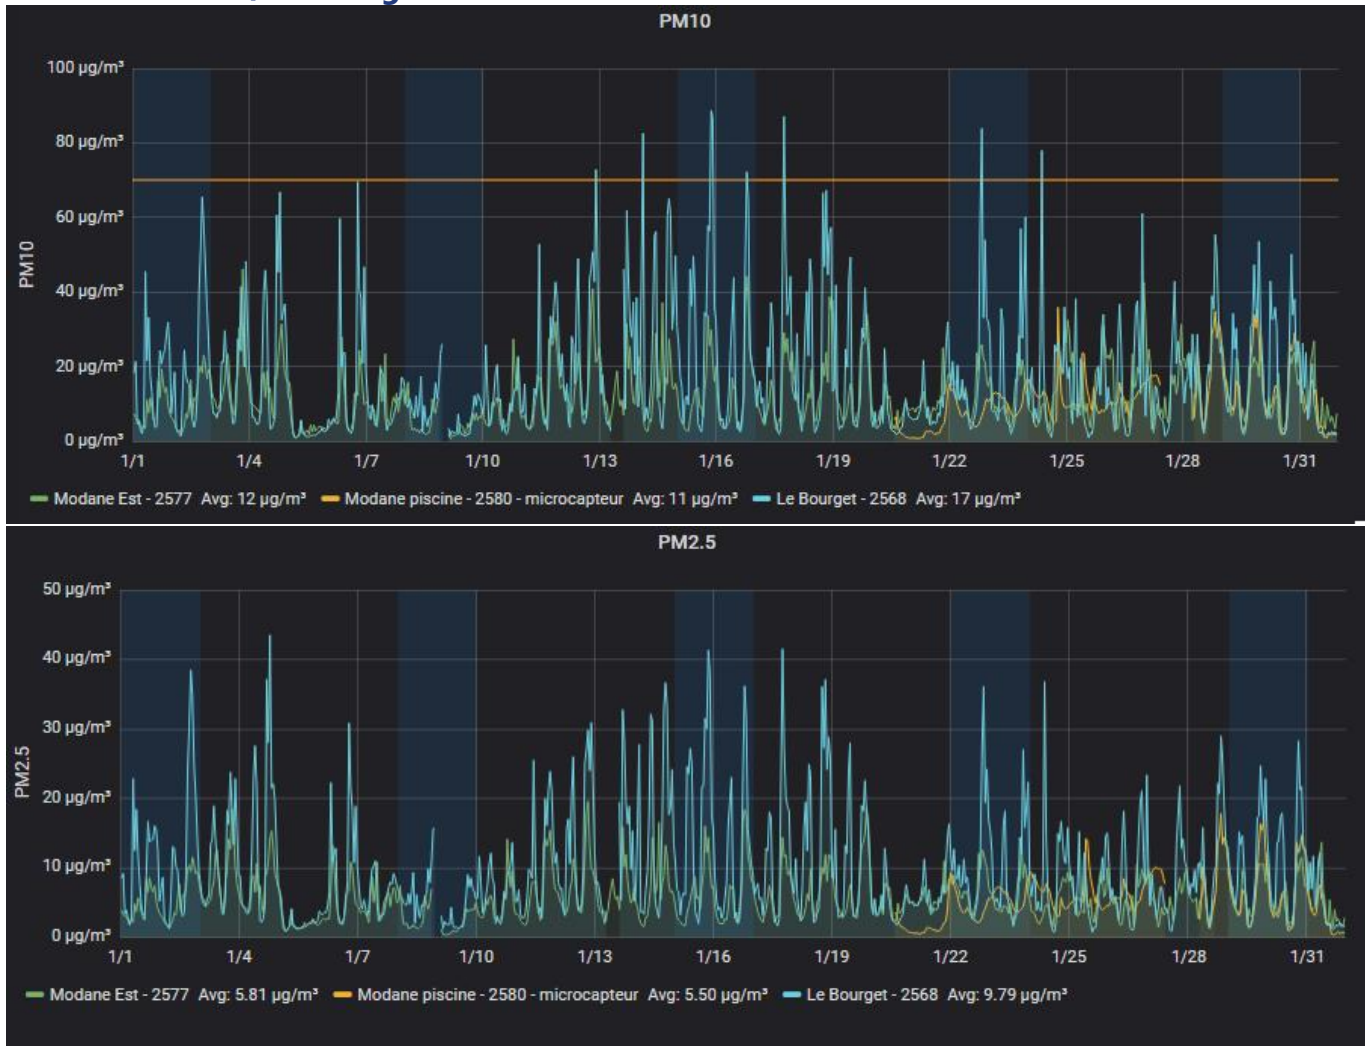 PM10
100 µg/m³
80 µg/m³
60 µg/m³
40 µg/m³
20 µg/m³
0 µg/m³
PM10
1/1 1/4 1/7 1/10 1/13 1/16 1/19 1/22 1/25 1/28 1/31
Modane Est - 2577 Avg: 12 µg/m³ Modane piscine - 2580 - microcapteur Avg: 11 µg/m³ Le Bourget - 2568 Avg: 17 µg/m³
PM2.5
50 µg/m³
40 µg/m³
30 µg/m³
20 µg/m³
10 µg/m³
0 µg/m³
PM2.5
1/1 1/4 1/7 1/10 1/13 1/16 1/19 1/22 1/25 1/28 1/31
Modane Est - 2577 Avg: 5.81 µg/m³ Modane piscine - 2580 - microcapteur Avg: 5.50 µg/m³ Le Bourget - 2568 Avg: 9.79 µg/m³